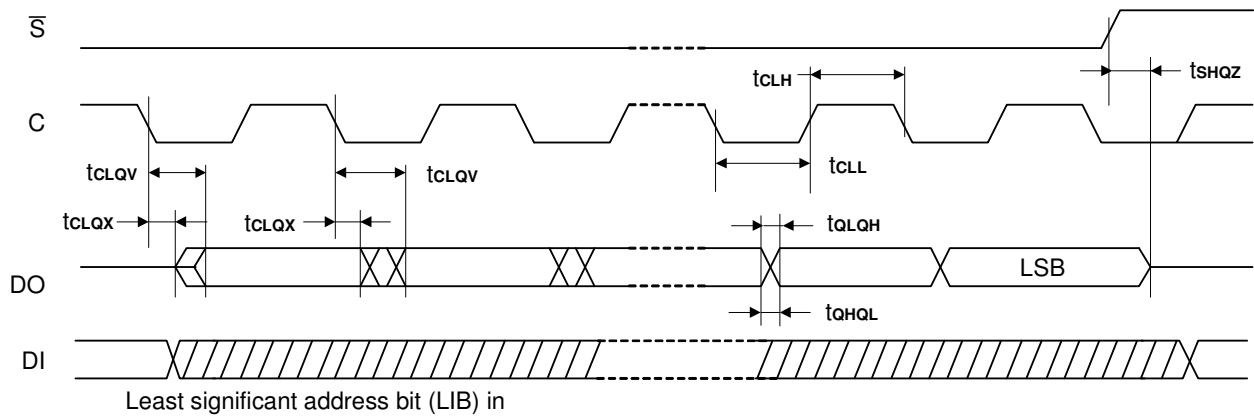 S̅
tSHQZ
tCLH
C
tCLQV
tCLQV
tCLL
tCLQX
tCLQX
tQLQH
LSB
DO
tQHQL
DI
Least significant address bit (LIB) in